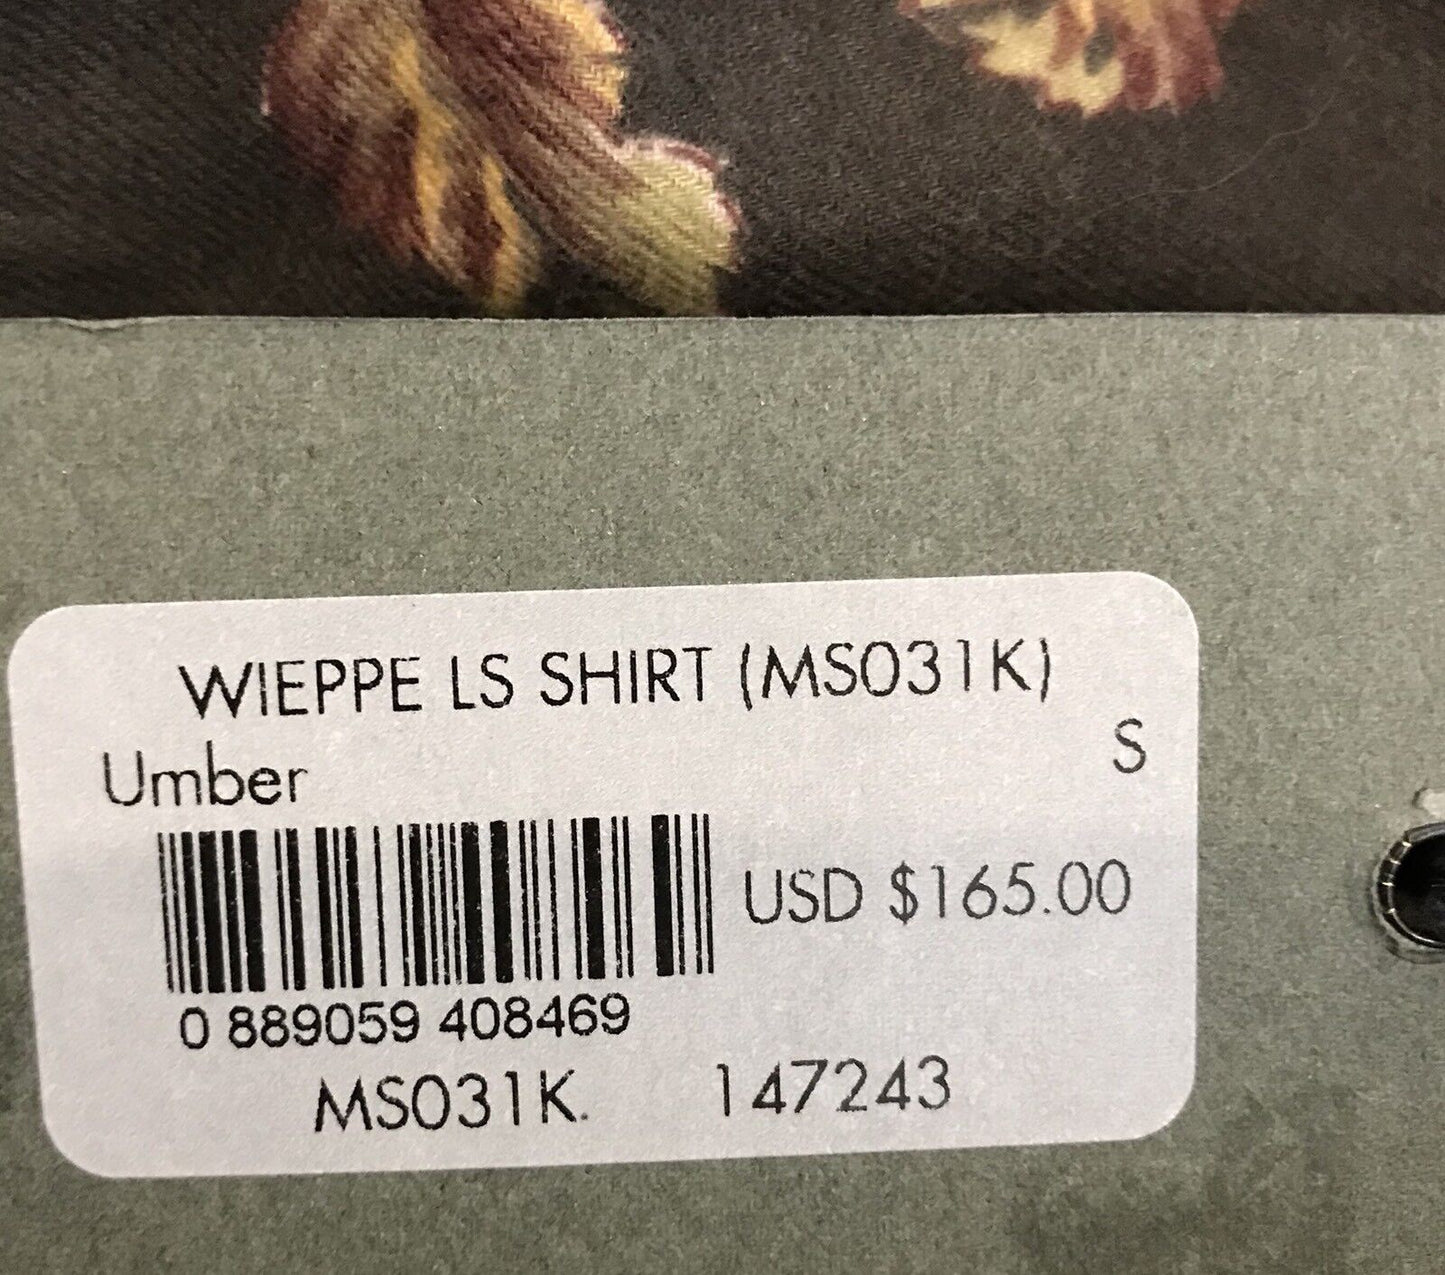 WIEPPE LS SHIRT (MS031K)
Umber S
USD $165.00
0 889059 408469
MS031K. 147243